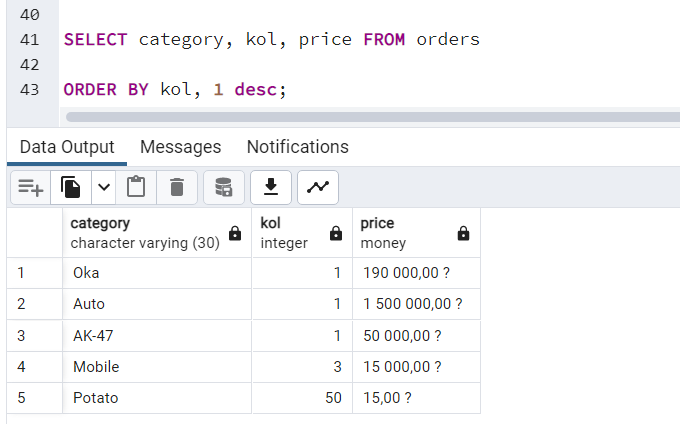 40
41 SELECT category, kol, price FROM orders
42
43 ORDER BY kol, 1 desc;
Data Output Messages Notifications
category kol price
character varying (30) integer money
1 Oka 1 190 000,00 ?
2 Auto 1 1 500 000,00 ?
3 AK-47 1 50 000,00 ?
4 Mobile 3 15 000,00 ?
5 Potato 50 15,00 ?